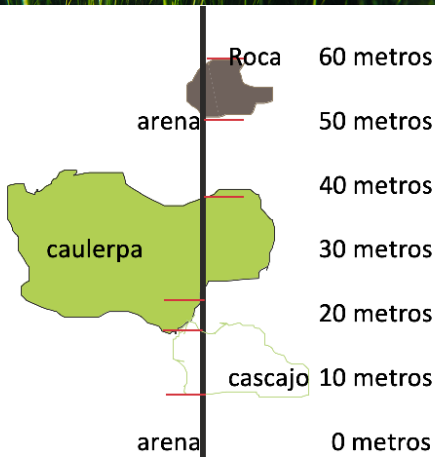 Roca 60 metros
arena 50 metros
40 metros
caulerpa 30 metros
20 metros
cascajo 10 metros
arena 0 metros